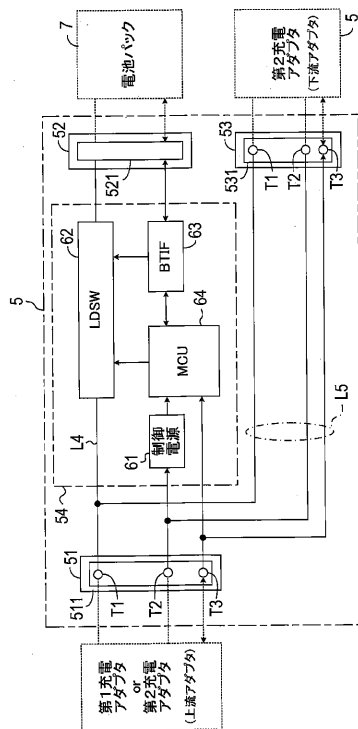 5
第1充電
アダプタ
or
第2充電
アダプタ
(上流アダプタ)
51
511
T1
T2
T3
54
L4
61
制御
電源
62
LDSW
64
MCU
63
BTIF
52
521
7
電池パック
L5
53
531
T1
T2
T3
5
第2充電
アダプタ
(下流アダプタ)